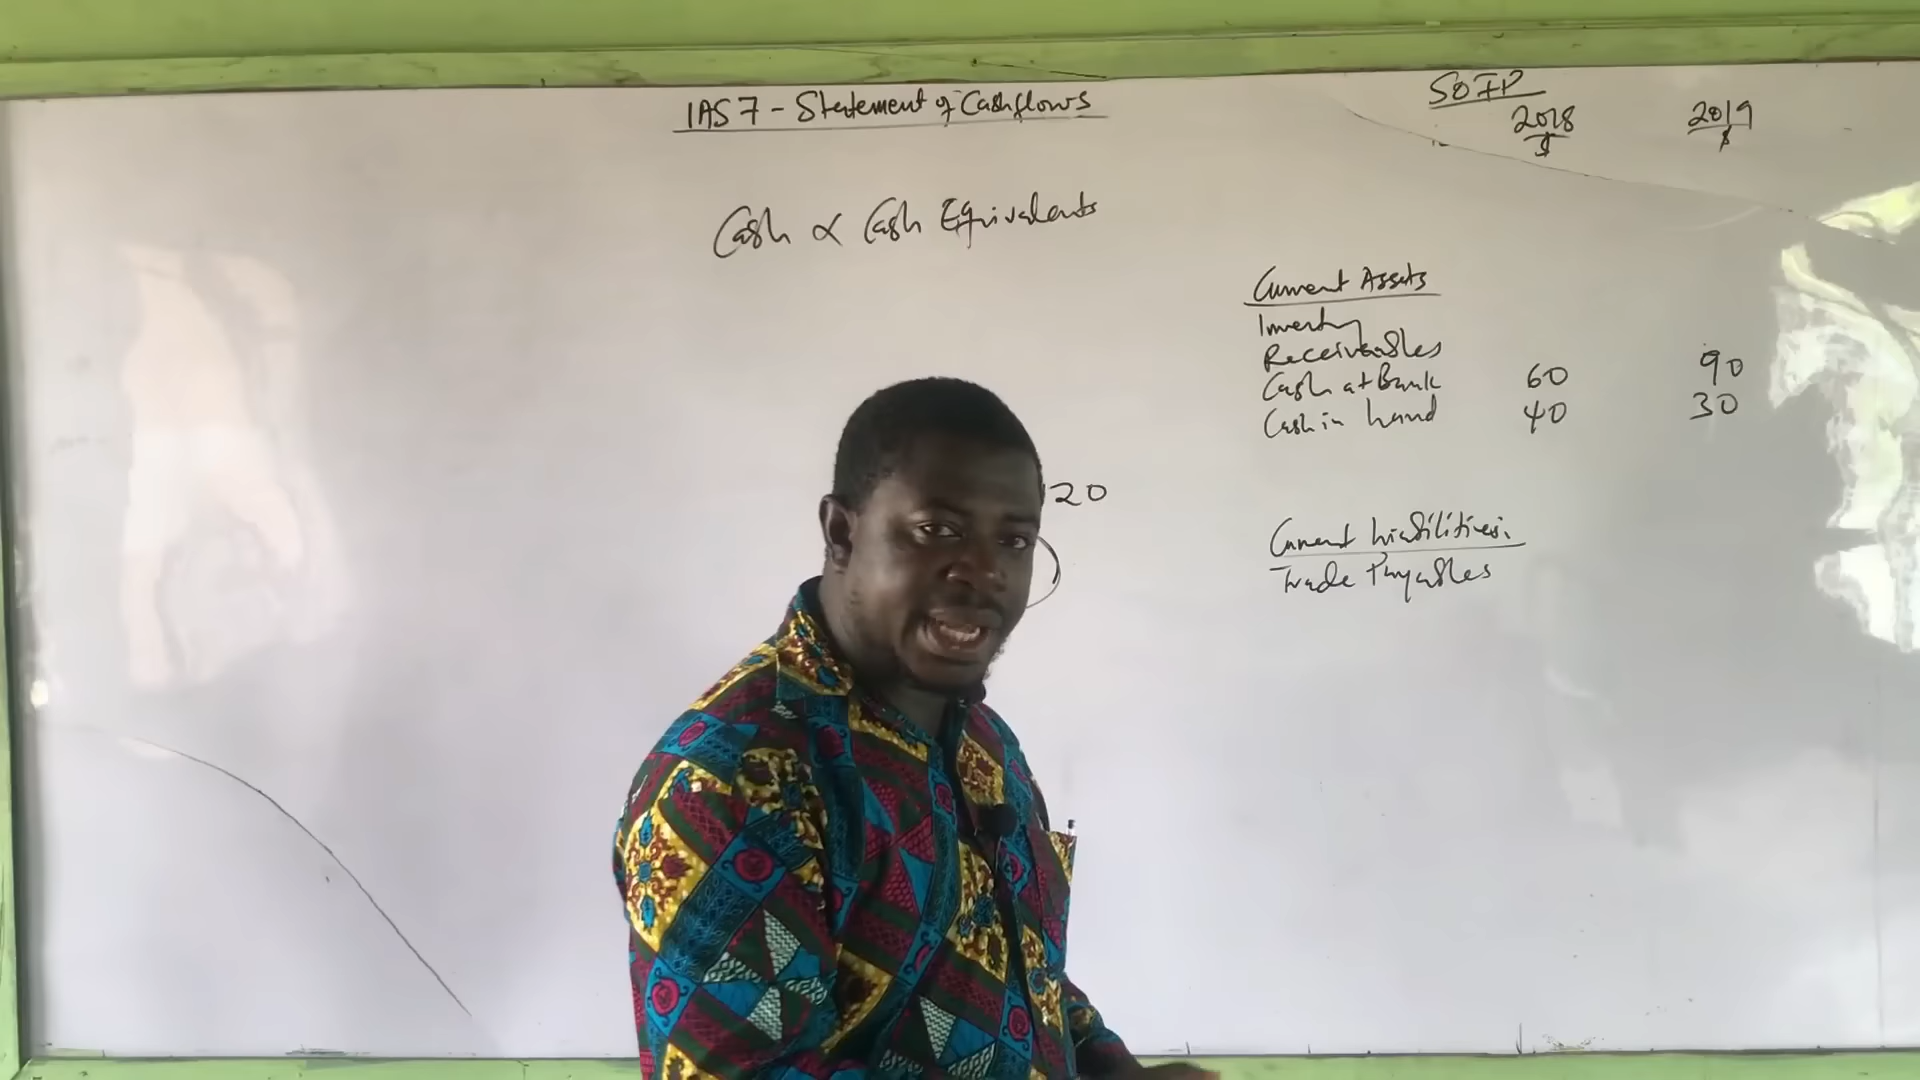 IAS 7 - Statement of Cashflows
SOFP
2018 2019
$ $
Cash & Cash Equivalents
Current Assets
Inventory
Receivables
Cash at Bank 60 90
Cash in hand 40 30
120
Current Liabilities:
Trade Payables